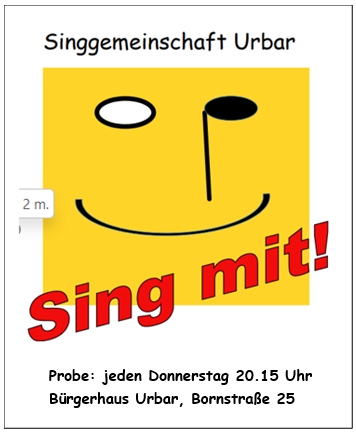 Singgemeinschaft Urbar
2 m.
Sing mit!
Probe: jeden Donnerstag 20.15 Uhr
Bürgerhaus Urbar, Bornstraße 25